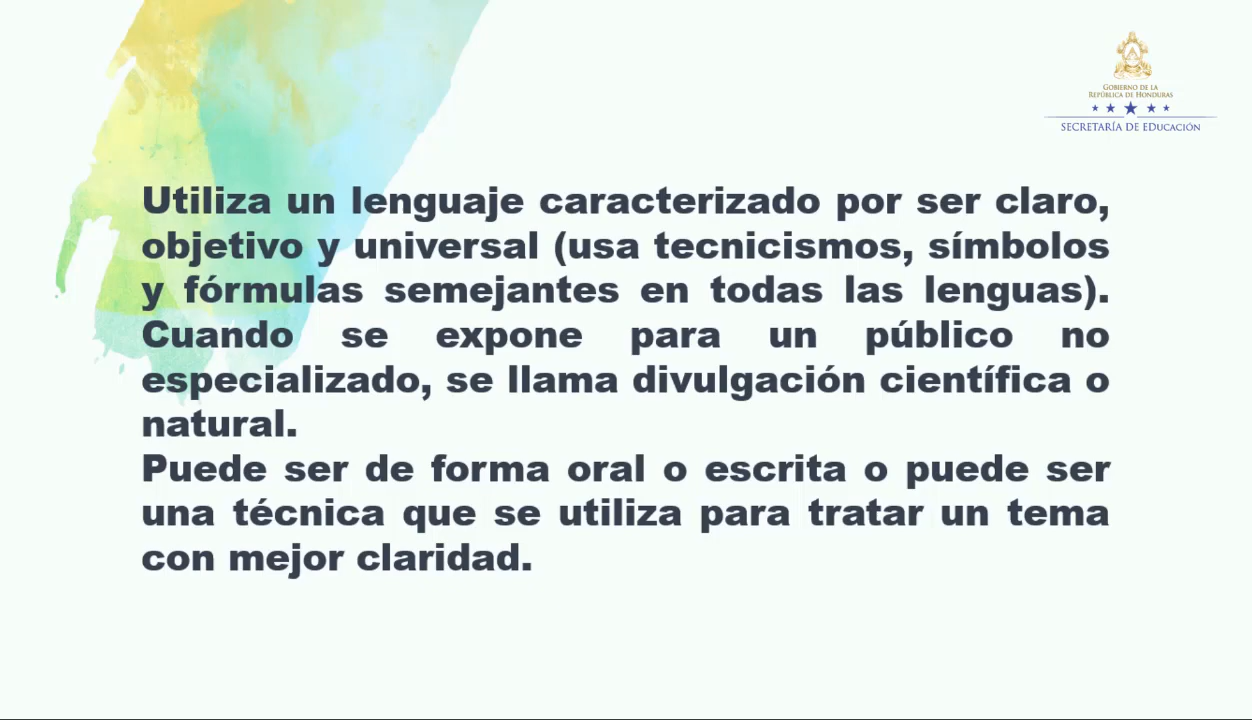 GOBIERNO DE LA
REPÚBLICA DE HONDURAS
SECRETARÍA DE EDUCACIÓN
Utiliza un lenguaje caracterizado por ser claro,
objetivo y universal (usa tecnicismos, símbolos
y fórmulas semejantes en todas las lenguas).
Cuando se expone para un público no
especializado, se llama divulgación científica o
natural.
Puede ser de forma oral o escrita o puede ser
una técnica que se utiliza para tratar un tema
con mejor claridad.